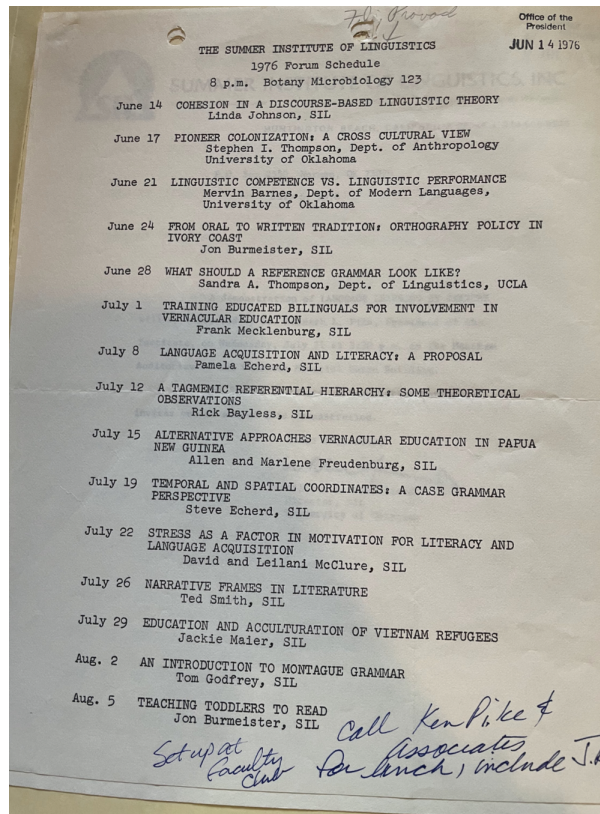 Provost
Office of the
President
JUN 14 1976
THE SUMMER INSTITUTE OF LINGUISTICS
1976 Forum Schedule
8 p.m. Botany Microbiology 123
June 14 COHESION IN A DISCOURSE-BASED LINGUISTIC THEORY
Linda Johnson, SIL
June 17 PIONEER COLONIZATION: A CROSS CULTURAL VIEW
Stephen I. Thompson, Dept. of Anthropology
University of Oklahoma
June 21 LINGUISTIC COMPETENCE VS. LINGUISTIC PERFORMANCE
Mervin Barnes, Dept. of Modern Languages,
University of Oklahoma
June 24 FROM ORAL TO WRITTEN TRADITION: ORTHOGRAPHY POLICY IN
IVORY COAST
Jon Burmeister, SIL
June 28 WHAT SHOULD A REFERENCE GRAMMAR LOOK LIKE?
Sandra A. Thompson, Dept. of Linguistics, UCLA
July 1 TRAINING EDUCATED BILINGUALS FOR INVOLVEMENT IN
VERNACULAR EDUCATION
Frank Mecklenburg, SIL
July 8 LANGUAGE ACQUISITION AND LITERACY: A PROPOSAL
Pamela Echerd, SIL
July 12 A TAGMEMIC REFERENTIAL HIERARCHY: SOME THEORETICAL
OBSERVATIONS
Rick Bayless, SIL
July 15 ALTERNATIVE APPROACHES VERNACULAR EDUCATION IN PAPUA
NEW GUINEA
Allen and Marlene Freudenburg, SIL
July 19 TEMPORAL AND SPATIAL COORDINATES: A CASE GRAMMAR
PERSPECTIVE
Steve Echerd, SIL
July 22 STRESS AS A FACTOR IN MOTIVATION FOR LITERACY AND
LANGUAGE ACQUISITION
David and Leilani McClure, SIL
July 26 NARRATIVE FRAMES IN LITERATURE
Ted Smith, SIL
July 29 EDUCATION AND ACCULTURATION OF VIETNAM REFUGEES
Jackie Maier, SIL
Aug. 2 AN INTRODUCTION TO MONTAGUE GRAMMAR
Tom Godfrey, SIL
Aug. 5 TEACHING TODDLERS TO READ
Jon Burmeister, SIL
Call Ken Pike &
Associates
for lunch, include J.
Set up at
Faculty
Club